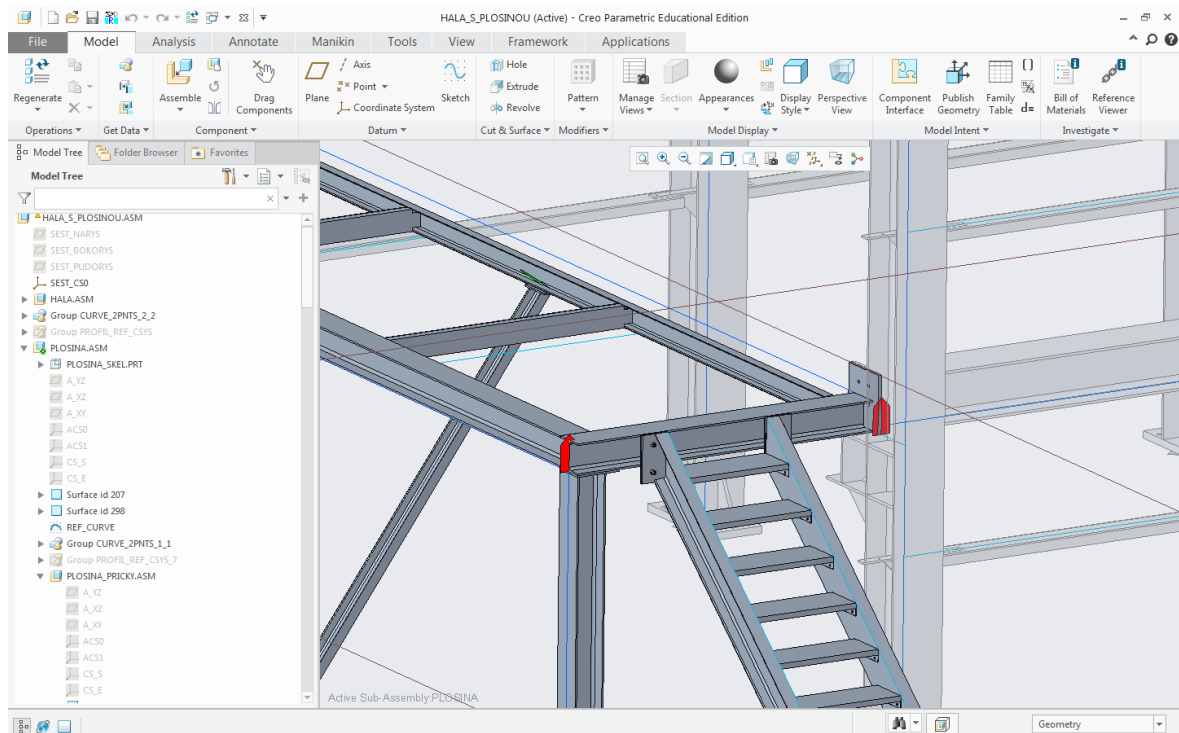 HALA_S_PLOSINOU (Active) - Creo Parametric Educational Edition
File Model Analysis Annotate Manikin Tools View Framework Applications
Regenerate
Assemble
Drag Components
Plane
Axis
Point
Coordinate System
Sketch
Hole
Extrude
Revolve
Pattern
Manage Views
Section
Appearances
Display Style
Perspective View
Component Interface
Publish Geometry
Family Table
d=
Bill of Materials
Reference Viewer
Operations Get Data Component Datum Cut & Surface Modifiers Model Display Model Intent Investigate
Model Tree Folder Browser Favorites
Model Tree
HALA_S_PLOSINOU.ASM
SEST_NARYS
SEST_BOKORYS
SEST_PUDORYS
SEST_CS0
HALA.ASM
Group CURVE_2PNTS_2_2
Group PROFIL_REF_CSYS
PLOSINA.ASM
PLOSINA_SKEL.PRT
A_YZ
A_XZ
A_XY
ACS0
ACS1
CS_S
CS_E
Surface id 207
Surface id 298
REF_CURVE
Group CURVE_2PNTS_1_1
Group PROFIL_REF_CSYS_7
PLOSINA_PRICKY.ASM
A_YZ
A_XZ
A_XY
ACS0
ACS1
CS_S
CS_E
Active Sub-Assembly:PLOSINA
Geometry